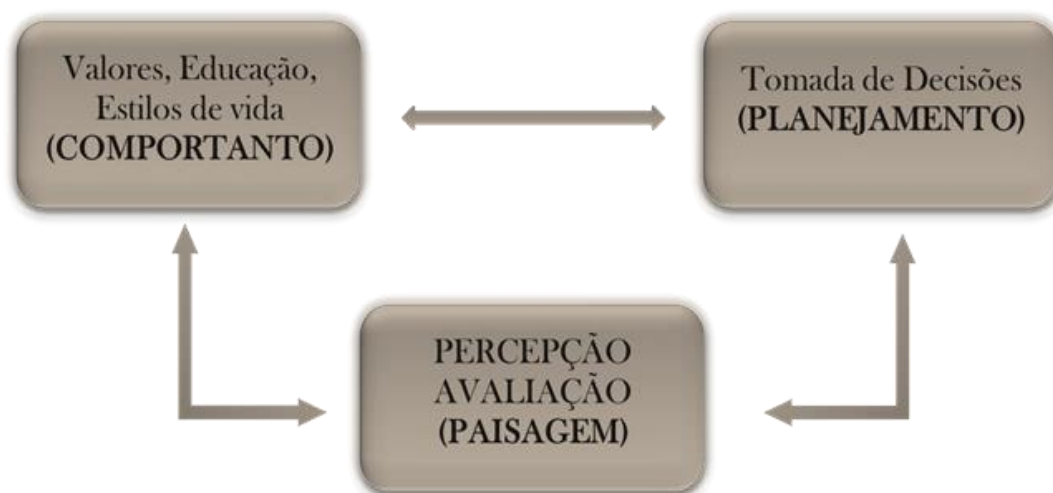 Valores, Educação,
Estilos de vida
(COMPORTANTO)
Tomada de Decisões
(PLANEJAMENTO)
PERCEPÇÃO
AVALIAÇÃO
(PAISAGEM)